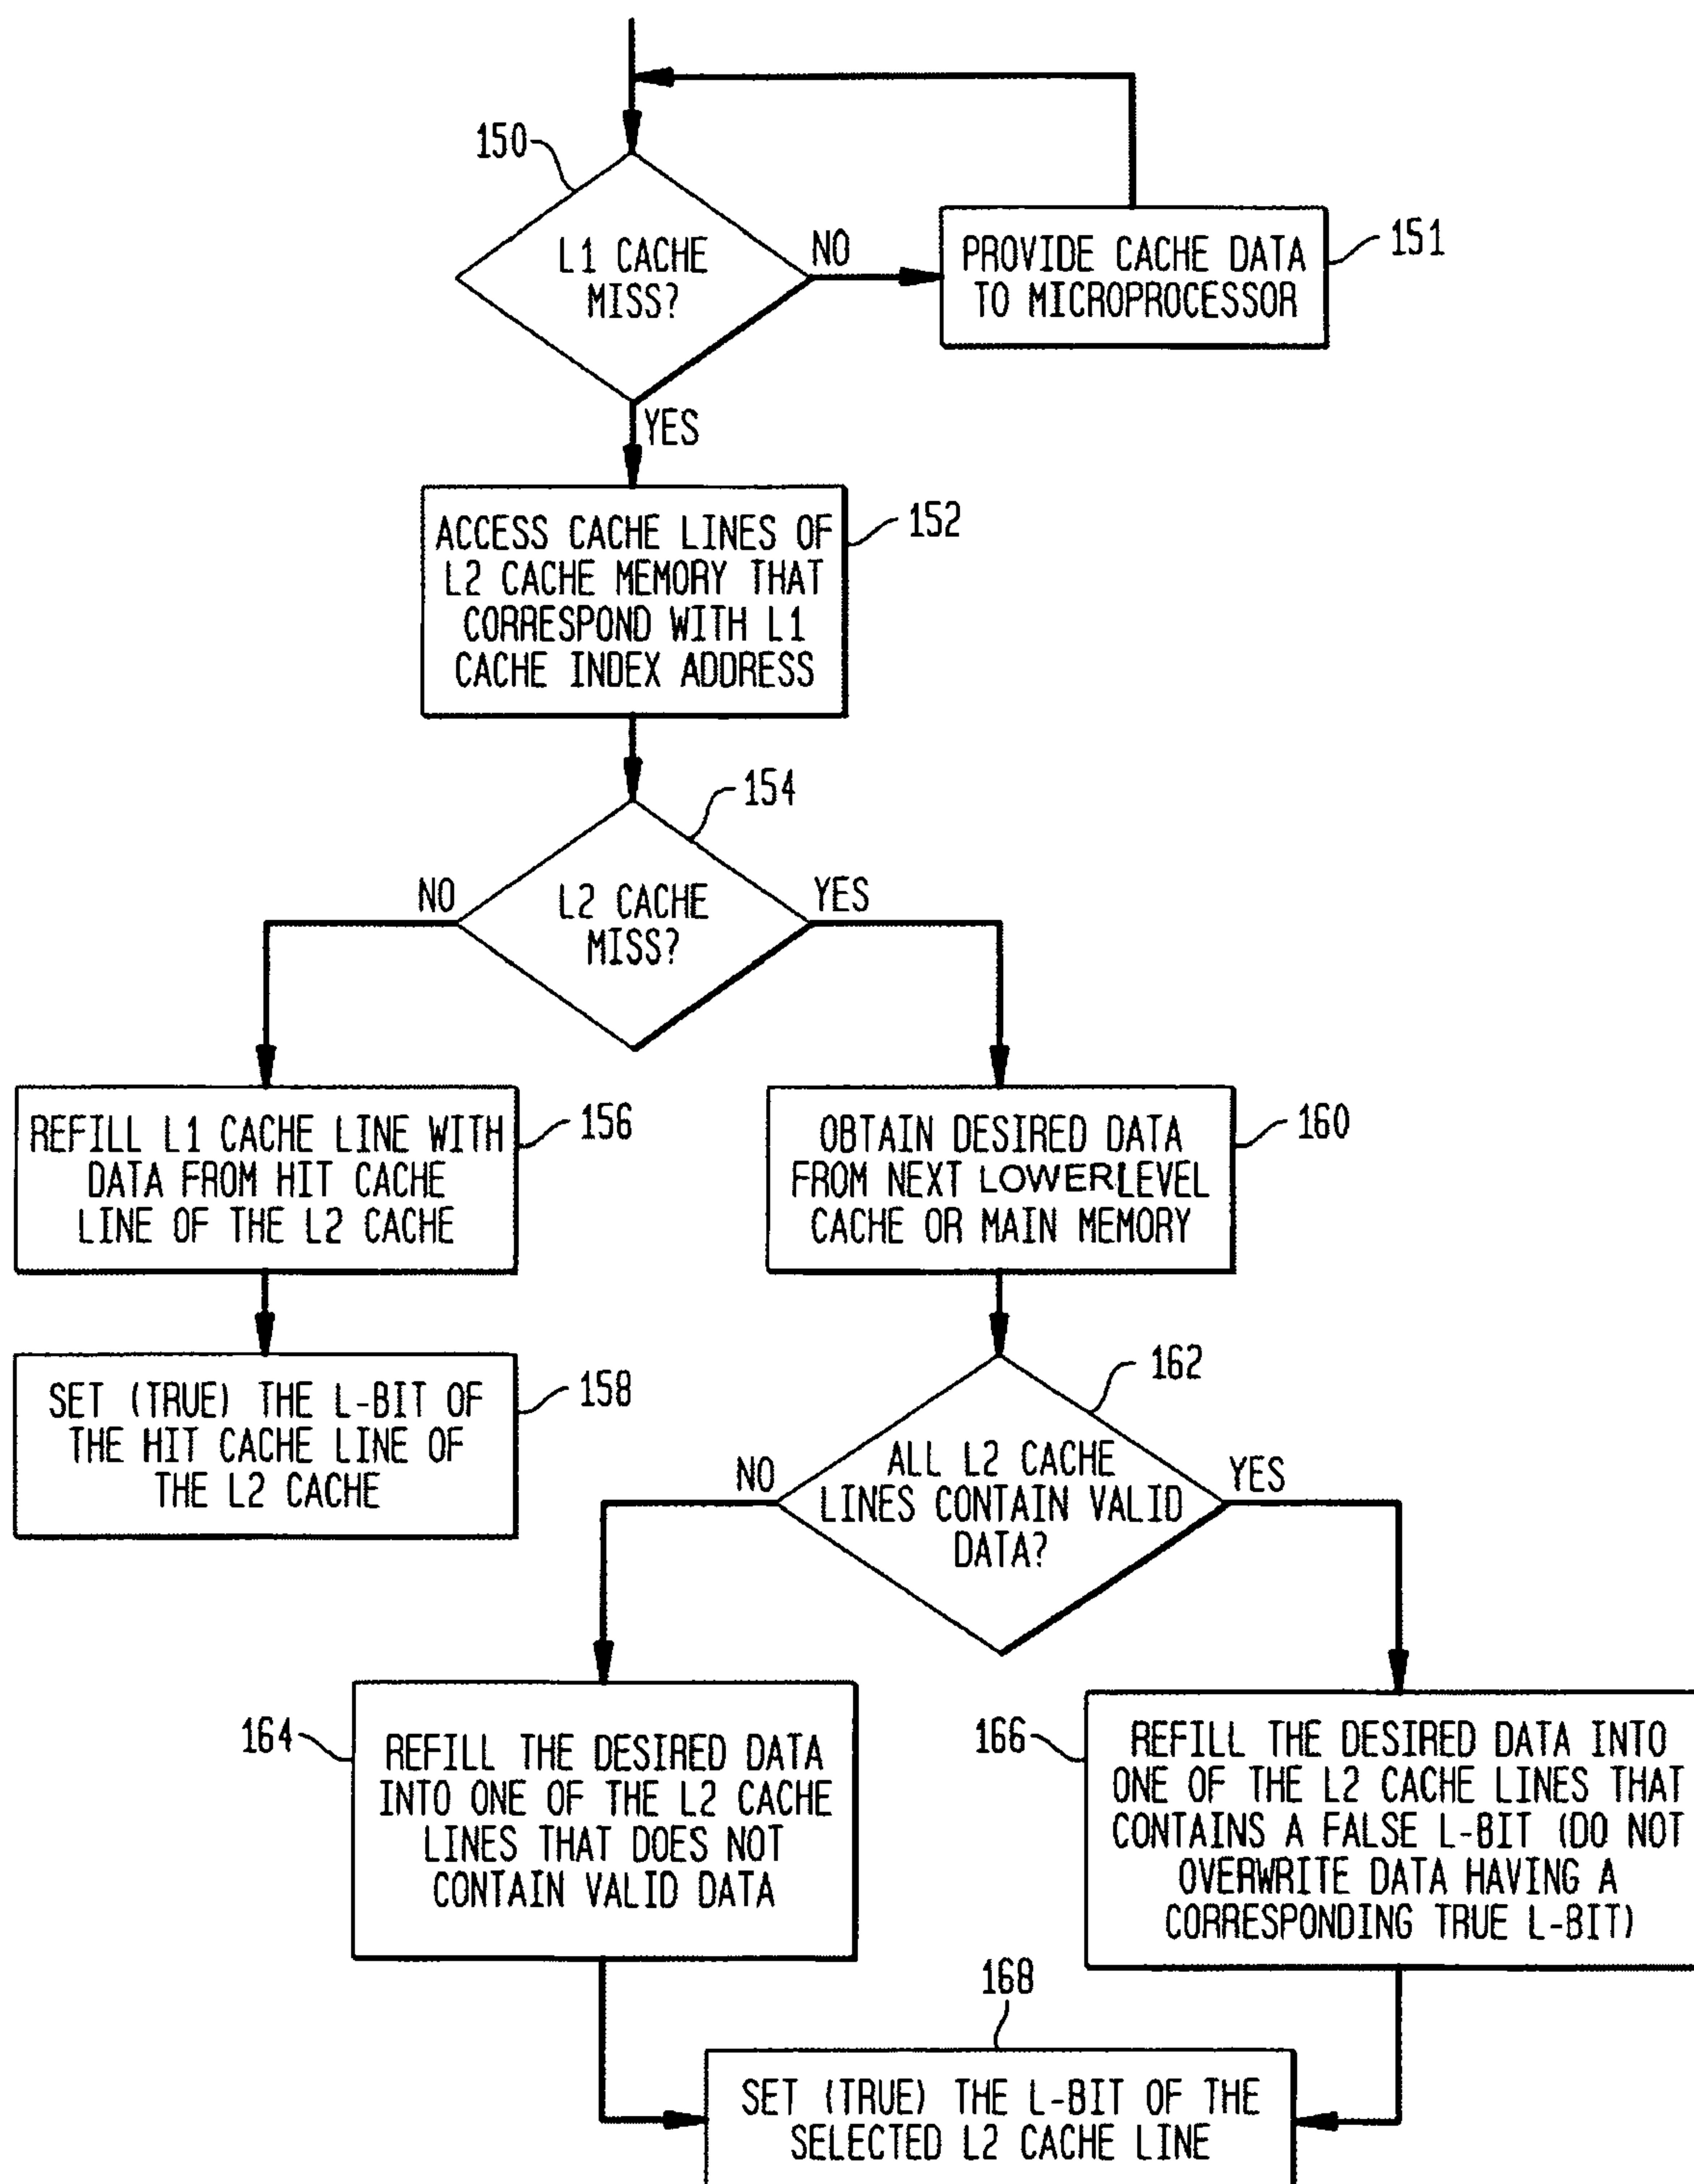 150
L1 CACHE
MISS?
NO
PROVIDE CACHE DATA
TO MICROPROCESSOR
151
YES
ACCESS CACHE LINES OF
L2 CACHE MEMORY THAT
CORRESPOND WITH L1
CACHE INDEX ADDRESS
152
154
NO
L2 CACHE
MISS?
YES
REFILL L1 CACHE LINE WITH
DATA FROM HIT CACHE
LINE OF THE L2 CACHE
156
OBTAIN DESIRED DATA
FROM NEXT LOWER LEVEL
CACHE OR MAIN MEMORY
160
SET (TRUE) THE L-BIT OF
THE HIT CACHE LINE OF
THE L2 CACHE
158
162
NO
ALL L2 CACHE
LINES CONTAIN VALID
DATA?
YES
164
REFILL THE DESIRED DATA
INTO ONE OF THE L2 CACHE
LINES THAT DOES NOT
CONTAIN VALID DATA
166
REFILL THE DESIRED DATA INTO
ONE OF THE L2 CACHE LINES THAT
CONTAINS A FALSE L-BIT (DO NOT
OVERWRITE DATA HAVING A
CORRESPONDING TRUE L-BIT)
168
SET (TRUE) THE L-BIT OF THE
SELECTED L2 CACHE LINE